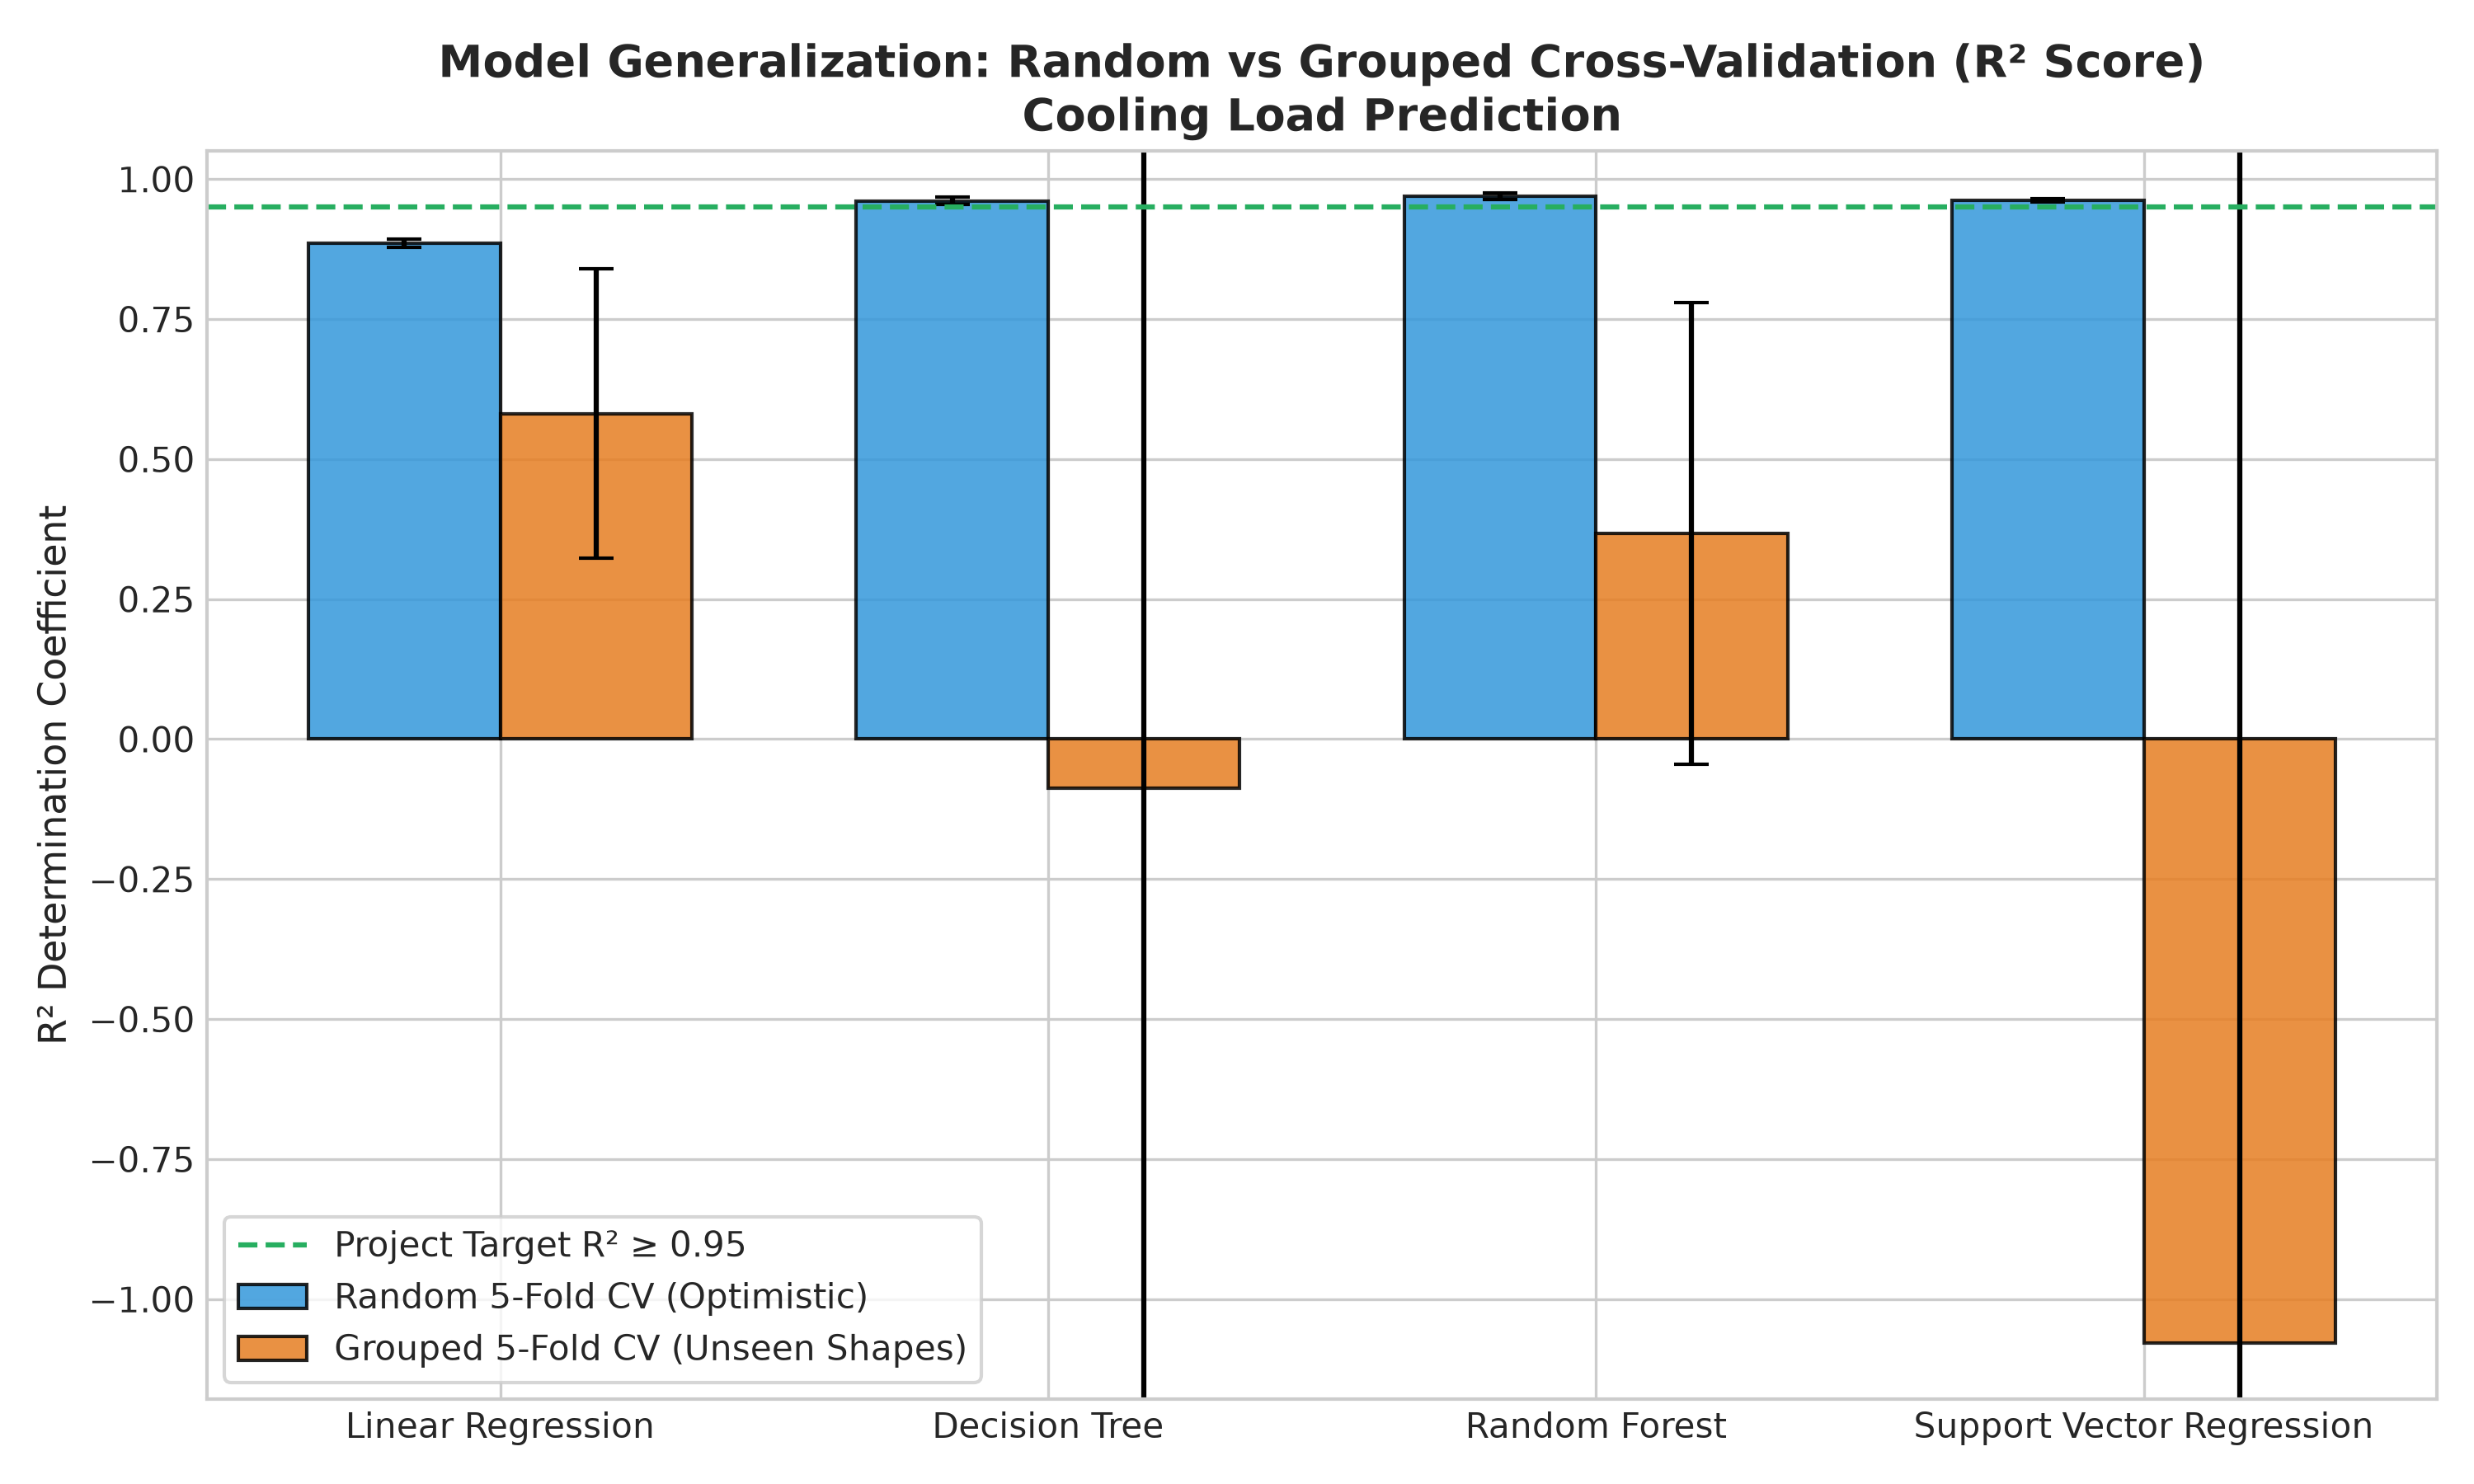 Model Generalization: Random vs Grouped Cross-Validation (R² Score)
Cooling Load Prediction
R² Determination Coefficient
1.00
0.75
0.50
0.25
0.00
−0.25
−0.50
−0.75
−1.00
Project Target R² ≥ 0.95
Random 5-Fold CV (Optimistic)
Grouped 5-Fold CV (Unseen Shapes)
Linear Regression
Decision Tree
Random Forest
Support Vector Regression